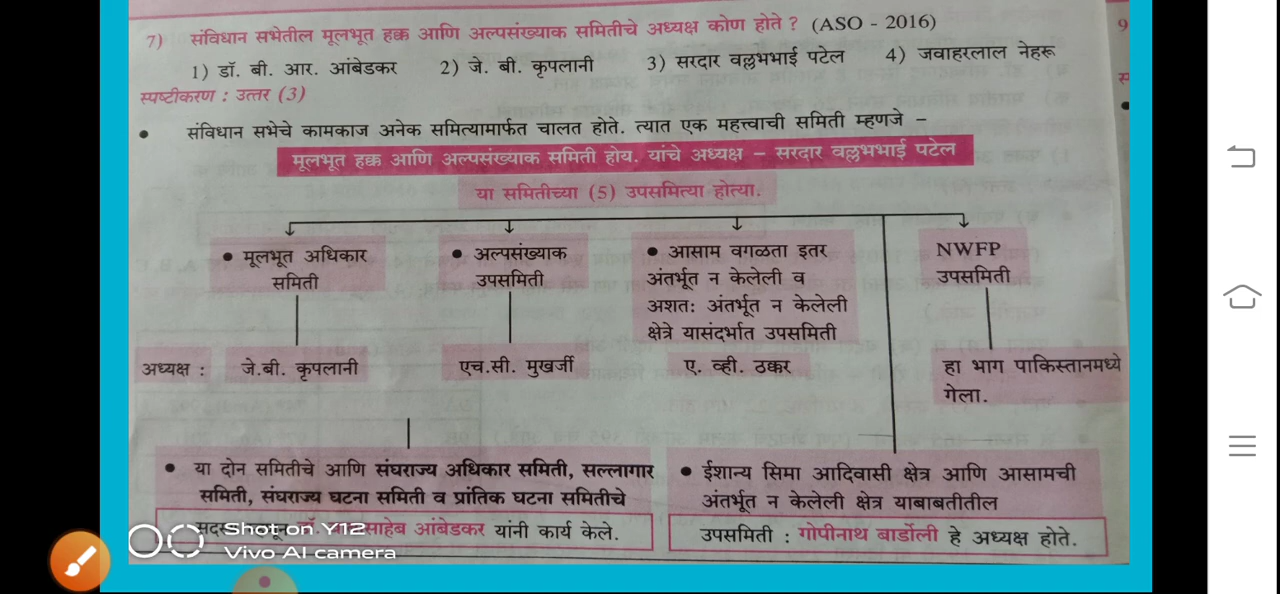 7) संविधान सभेतील मूलभूत हक्क आणि अल्पसंख्याक समितीचे अध्यक्ष कोण होते ? (ASO - 2016)
1) डॉ. बी. आर. आंबेडकर 2) जे. बी. कृपलानी 3) सरदार वल्लभभाई पटेल 4) जवाहरलाल नेहरू
स्पष्टीकरण : उत्तर (3)
• संविधान सभेचे कामकाज अनेक समित्यामार्फत चालत होते. त्यात एक महत्त्वाची समिती म्हणजे –
मूलभूत हक्क आणि अल्पसंख्याक समिती होय. यांचे अध्यक्ष – सरदार वल्लभभाई पटेल
या समितीच्या (5) उपसमित्या होत्या.
• मूलभूत अधिकार
समिती
• अल्पसंख्याक
उपसमिती
• आसाम वगळता इतर
अंतर्भूत न केलेली व
अशतः अंतर्भूत न केलेली
क्षेत्रे यासंदर्भात उपसमिती
NWFP
उपसमिती
अध्यक्ष : जे.बी. कृपलानी एच.सी. मुखर्जी ए. व्ही. ठक्कर हा भाग पाकिस्तानमध्ये
गेला.
• या दोन समितीचे आणि संघराज्य अधिकार समिती, सल्लागार
समिती, संघराज्य घटना समिती व प्रांतिक घटना समितीचे
साहेब आंबेडकर यांनी कार्य केले.
• ईशान्य सिमा आदिवासी क्षेत्र आणि आसामची
अंतर्भूत न केलेली क्षेत्र याबाबतीतील
उपसमिती : गोपीनाथ बार्डोली हे अध्यक्ष होते.
Shot on Y12
Vivo AI camera
9